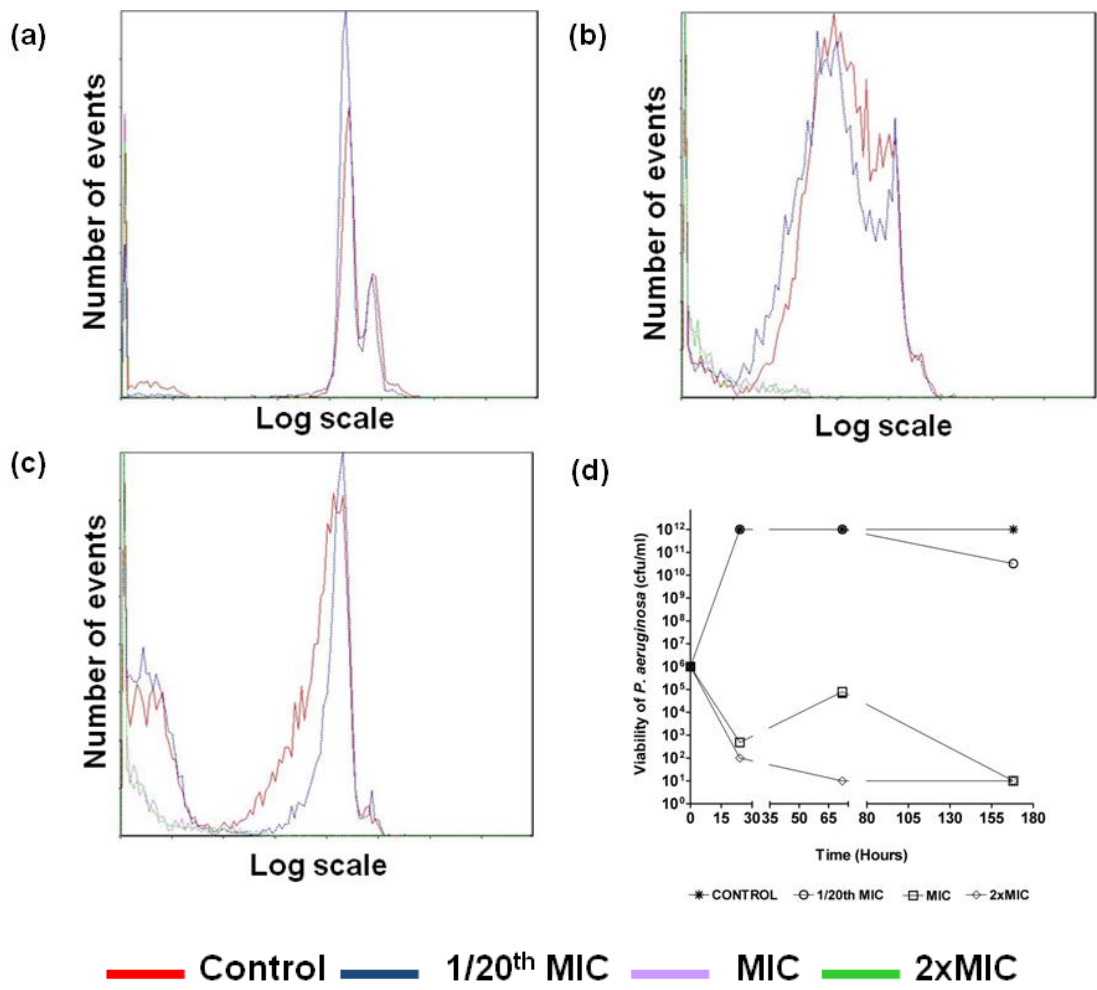 (a)
Number of events
Log scale
(b)
Number of events
Log scale
(c)
Number of events
Log scale
(d)
Viability of P. aeruginosa (cfu/ml)
10¹²
10¹¹
10¹⁰
10⁹
10⁸
10⁷
10⁶
10⁵
10⁴
10³
10²
10¹
10⁰
0 15 30 35 50 65 80 105 130 155 180
Time (Hours)
CONTROL 1/20th MIC MIC 2xMIC
Control 1/20ᵗʰ MIC MIC 2xMIC